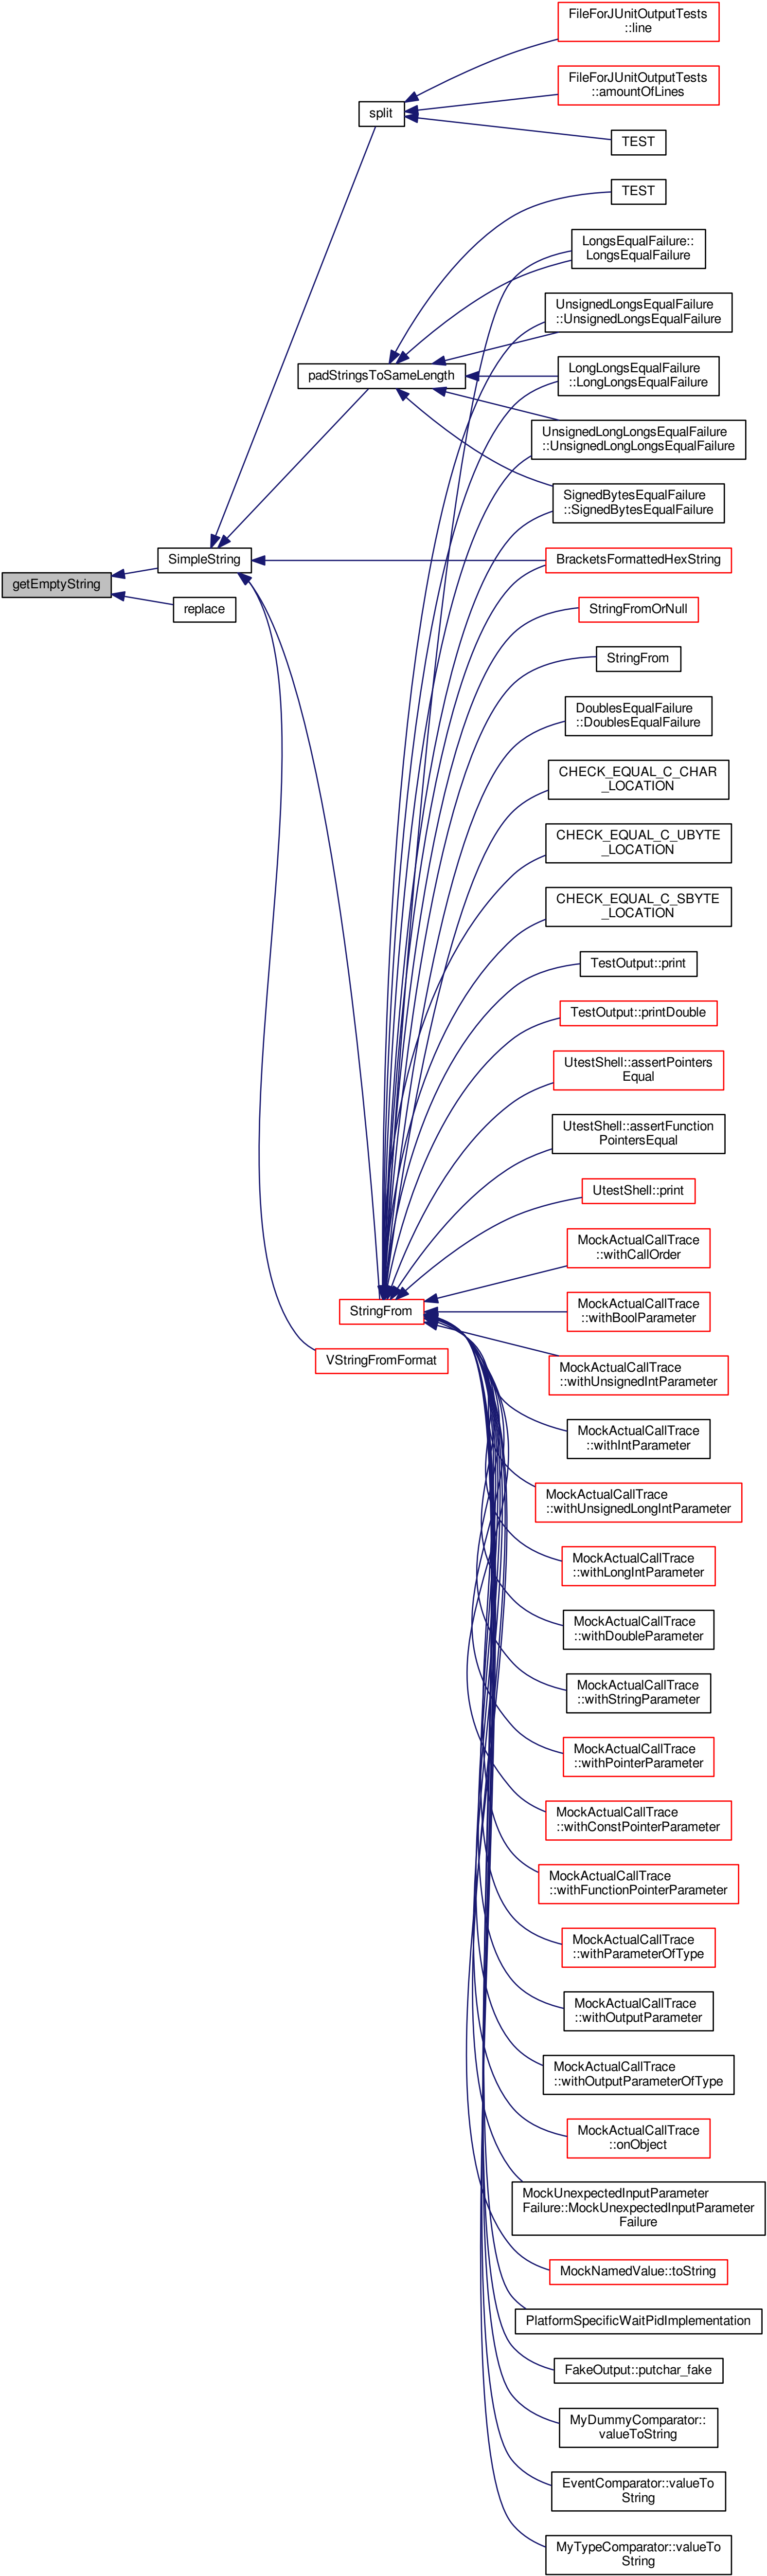 FileForJUnitOutputTests
::line
FileForJUnitOutputTests
::amountOfLines
split
TEST
TEST
LongsEqualFailure::
LongsEqualFailure
UnsignedLongsEqualFailure
::UnsignedLongsEqualFailure
padStringsToSameLength
LongLongsEqualFailure
::LongLongsEqualFailure
UnsignedLongLongsEqualFailure
::UnsignedLongLongsEqualFailure
SignedBytesEqualFailure
::SignedBytesEqualFailure
SimpleString
BracketsFormattedHexString
getEmptyString
replace
StringFromOrNull
StringFrom
DoublesEqualFailure
::DoublesEqualFailure
CHECK_EQUAL_C_CHAR
_LOCATION
CHECK_EQUAL_C_UBYTE
_LOCATION
CHECK_EQUAL_C_SBYTE
_LOCATION
TestOutput::print
TestOutput::printDouble
UtestShell::assertPointers
Equal
UtestShell::assertFunction
PointersEqual
UtestShell::print
MockActualCallTrace
::withCallOrder
StringFrom
MockActualCallTrace
::withBoolParameter
VStringFromFormat
MockActualCallTrace
::withUnsignedIntParameter
MockActualCallTrace
::withIntParameter
MockActualCallTrace
::withUnsignedLongIntParameter
MockActualCallTrace
::withLongIntParameter
MockActualCallTrace
::withDoubleParameter
MockActualCallTrace
::withStringParameter
MockActualCallTrace
::withPointerParameter
MockActualCallTrace
::withConstPointerParameter
MockActualCallTrace
::withFunctionPointerParameter
MockActualCallTrace
::withParameterOfType
MockActualCallTrace
::withOutputParameter
MockActualCallTrace
::withOutputParameterOfType
MockActualCallTrace
::onObject
MockUnexpectedInputParameter
Failure::MockUnexpectedInputParameter
Failure
MockNamedValue::toString
PlatformSpecificWaitPidImplementation
FakeOutput::putchar_fake
MyDummyComparator::
valueToString
EventComparator::valueTo
String
MyTypeComparator::valueTo
String